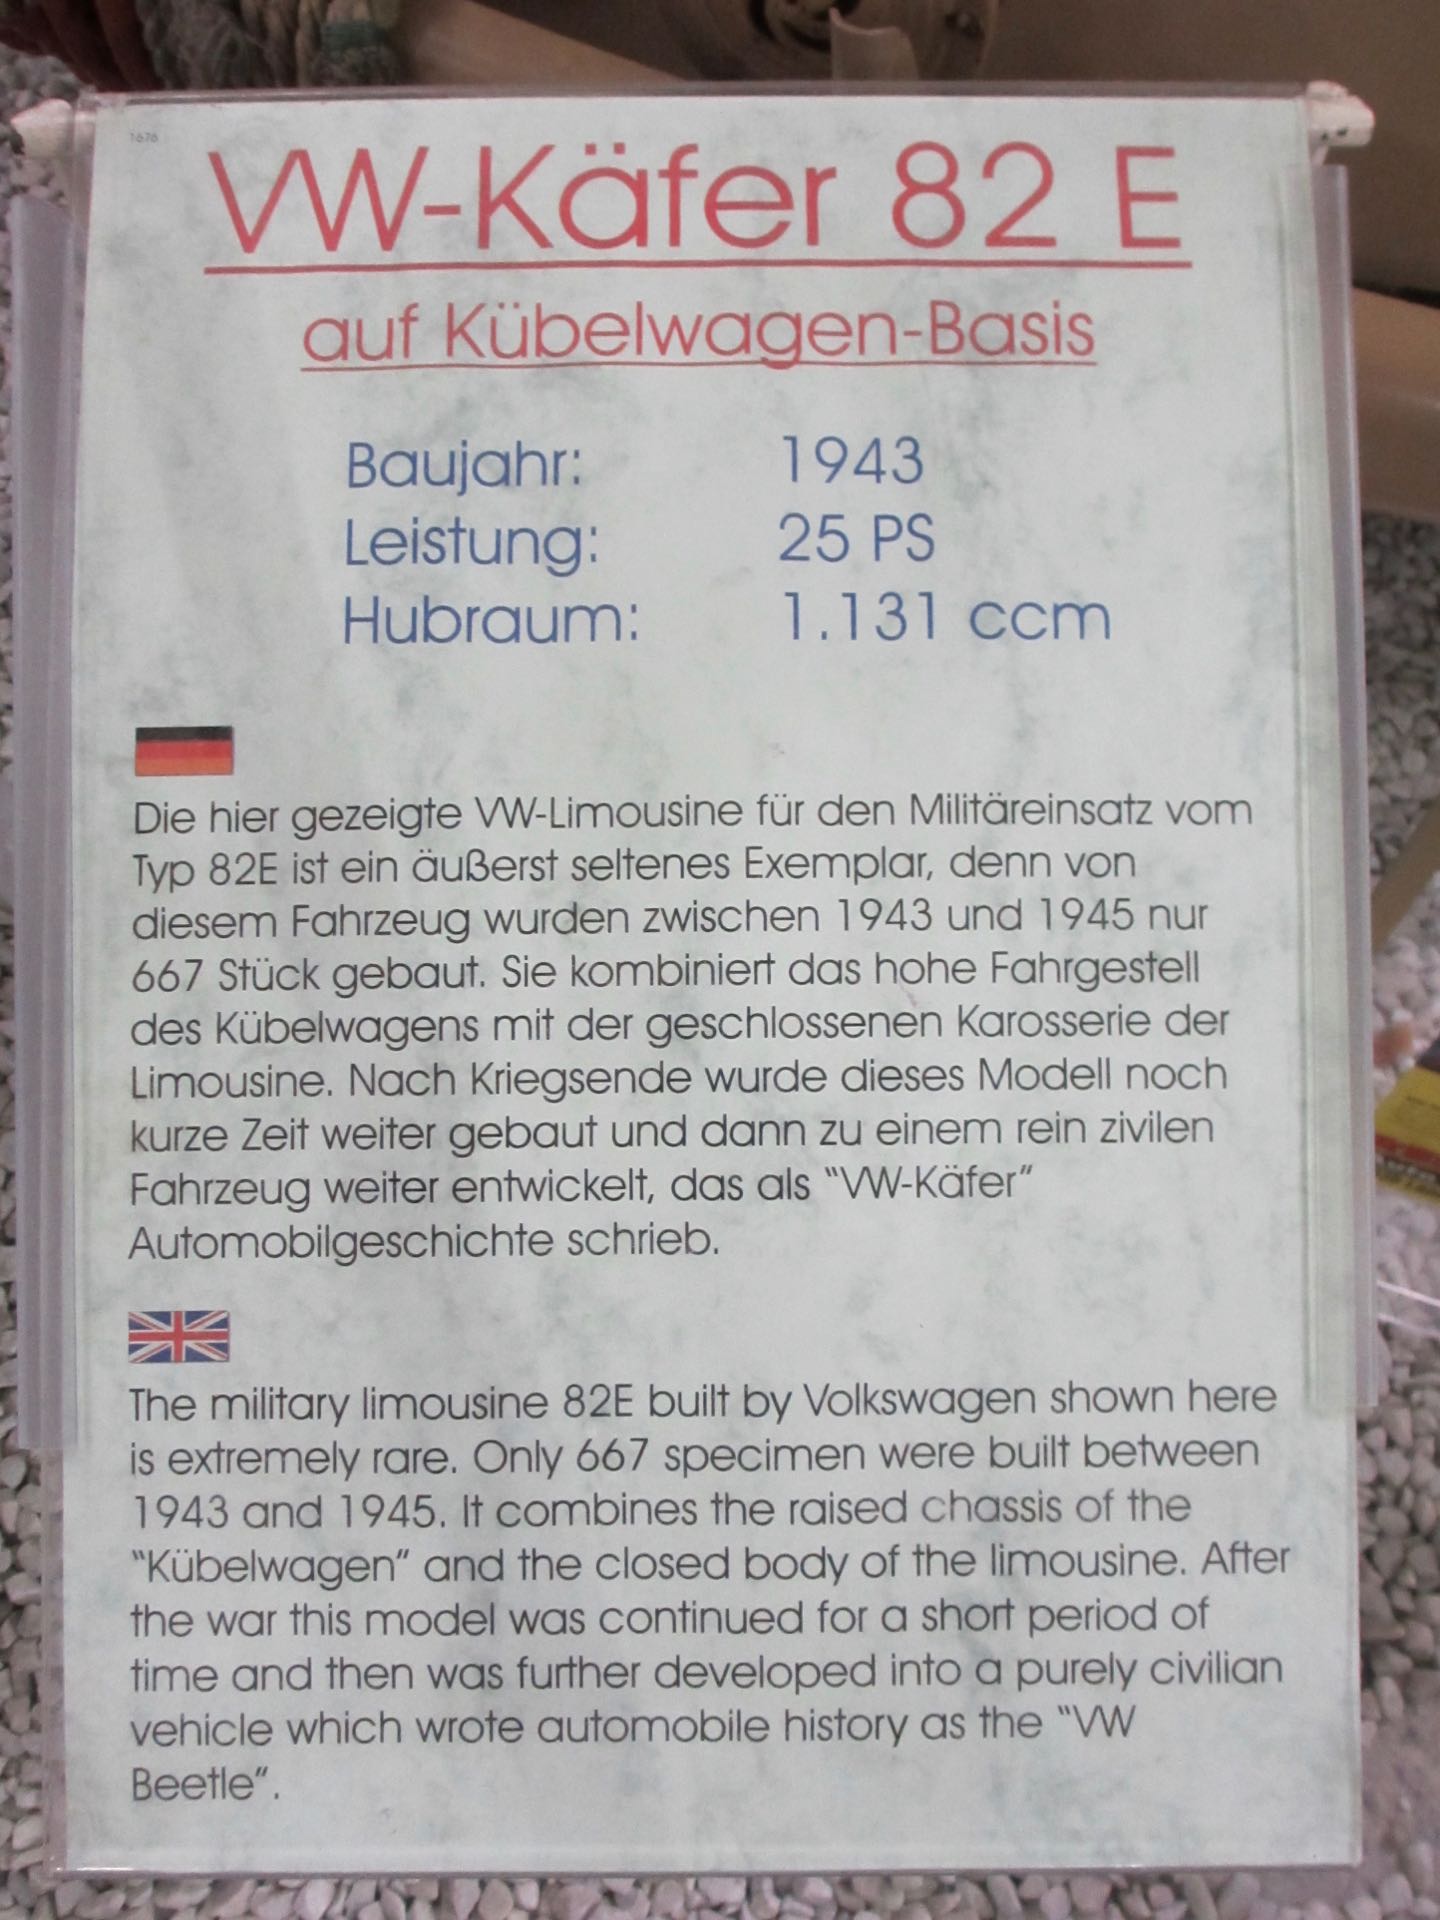 1676
VW-Käfer 82 E
auf Kübelwagen-Basis
Baujahr: 1943
Leistung: 25 PS
Hubraum: 1.131 ccm
Die hier gezeigte VW-Limousine für den Militäreinsatz vom
Typ 82E ist ein äußerst seltenes Exemplar, denn von
diesem Fahrzeug wurden zwischen 1943 und 1945 nur
667 Stück gebaut. Sie kombiniert das hohe Fahrgestell
des Kübelwagens mit der geschlossenen Karosserie der
Limousine. Nach Kriegsende wurde dieses Modell noch
kurze Zeit weiter gebaut und dann zu einem rein zivilen
Fahrzeug weiter entwickelt, das als "VW-Käfer"
Automobilgeschichte schrieb.
The military limousine 82E built by Volkswagen shown here
is extremely rare. Only 667 specimen were built between
1943 and 1945. It combines the raised chassis of the
"Kübelwagen" and the closed body of the limousine. After
the war this model was continued for a short period of
time and then was further developed into a purely civilian
vehicle which wrote automobile history as the "VW
Beetle".